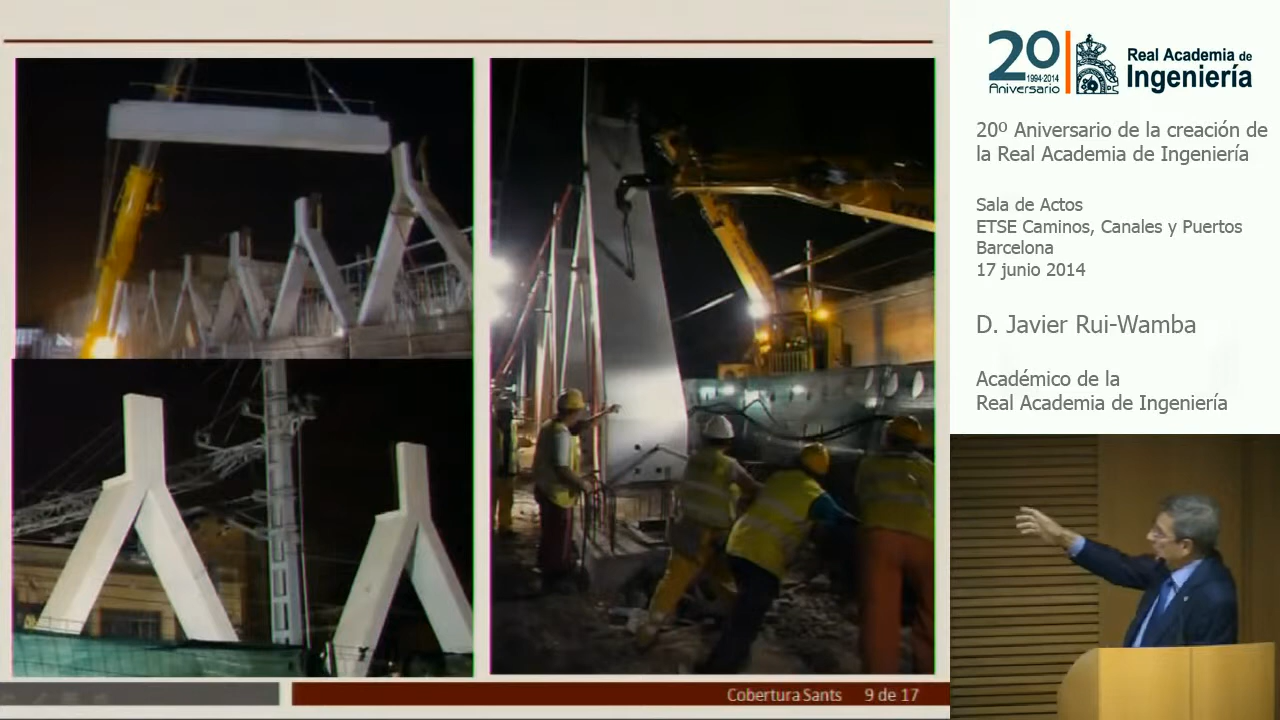 20
1994·2014
Aniversario
Real Academia de
Ingeniería
20º Aniversario de la creación de
la Real Academia de Ingeniería
Sala de Actos
ETSE Caminos, Canales y Puertos
Barcelona
17 junio 2014
D. Javier Rui-Wamba
Académico de la
Real Academia de Ingeniería
Cobertura Sants 9 de 17